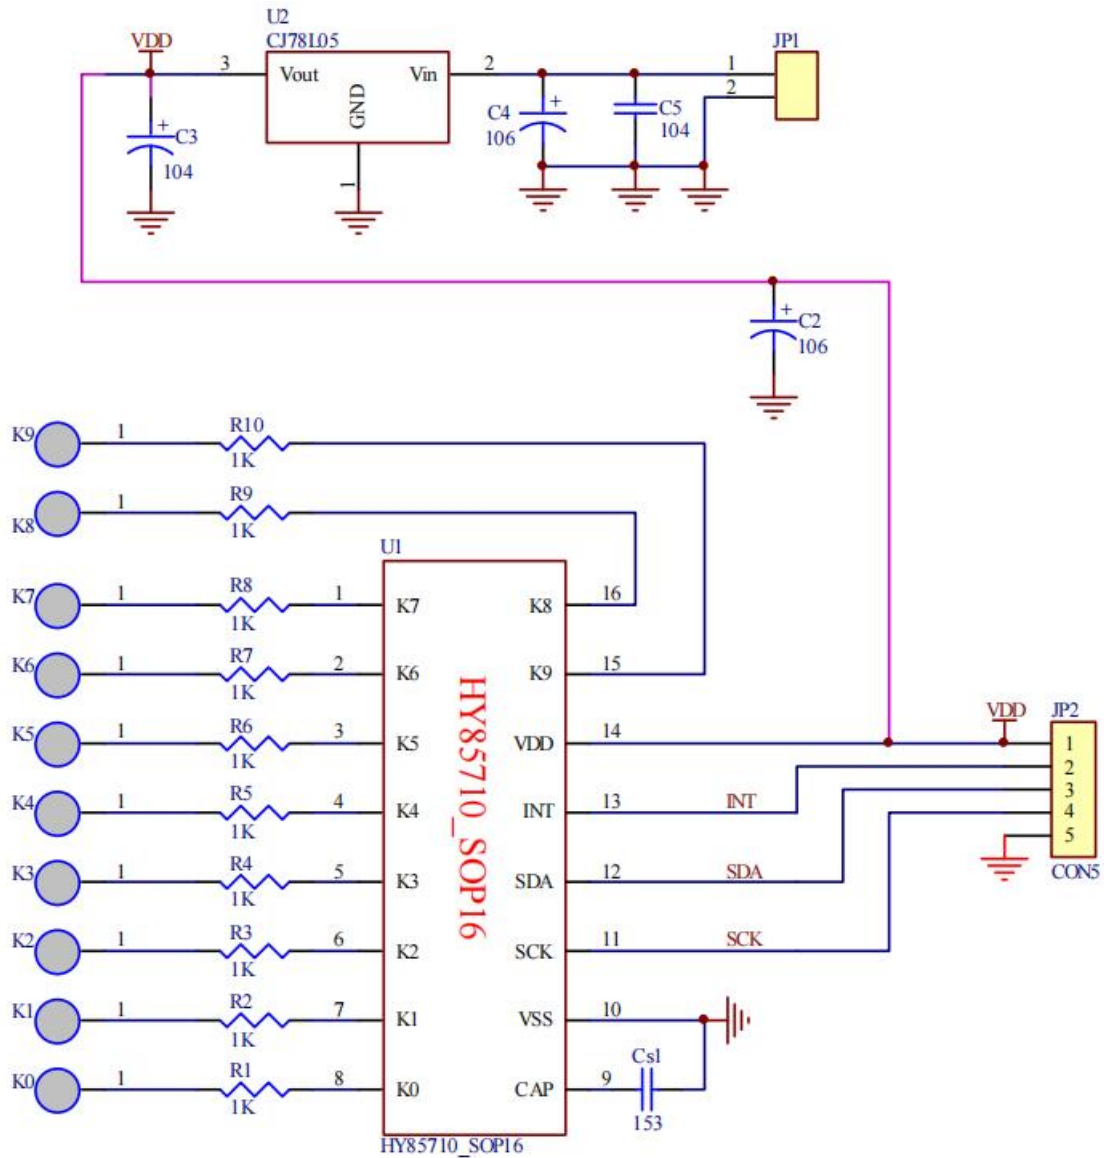 U2
CJ78L05
VDD
JP1
3 Vout Vin 2 1
2
GND
1
C3
104
C4
106
C5
104
C2
106
K9 1 R10
1K
K8 1 R9
1K
U1
K7 1 R8 1 K7 K8 16
1K
K6 1 R7 2 K6 K9 15
1K
K5 1 R6 3 K5 VDD 14
1K
VDD JP2
1
2
3
4
5
CON5
K4 1 R5 4 K4 INT 13 INT
1K
K3 1 R4 5 K3 SDA 12 SDA
1K
K2 1 R3 6 K2 SCK 11 SCK
1K
K1 1 R2 7 K1 VSS 10
1K
K0 1 R1 8 K0 CAP 9 Cs1
1K
153
HY85710_SOP16
HY85710_SOP16